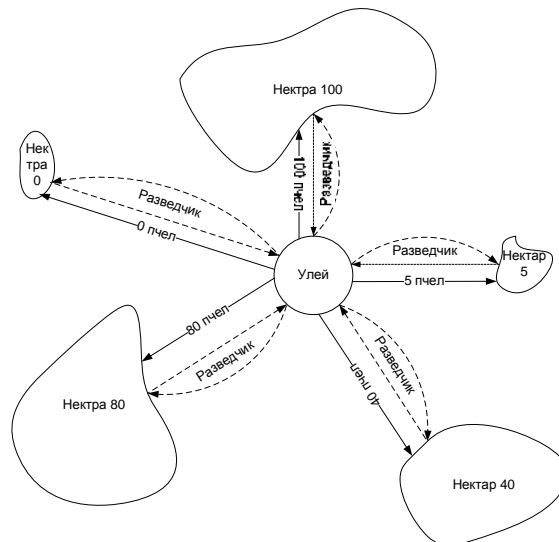 Нектра 100
Разведчик
100 пчел
Нек
тра
0
Разведчик
0 пчел
Улей
Разведчик
5 пчел
Нектар
5
80 пчел
Разведчик
Нектра 80
Разведчик
40 пчел
Нектар 40